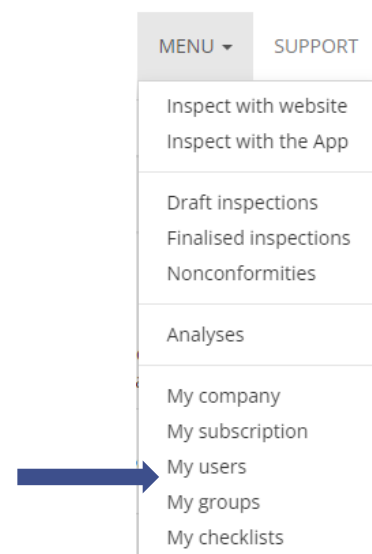 MENU SUPPORT
Inspect with website
Inspect with the App
Draft inspections
Finalised inspections
Nonconformities
Analyses
My company
My subscription
My users
My groups
My checklists